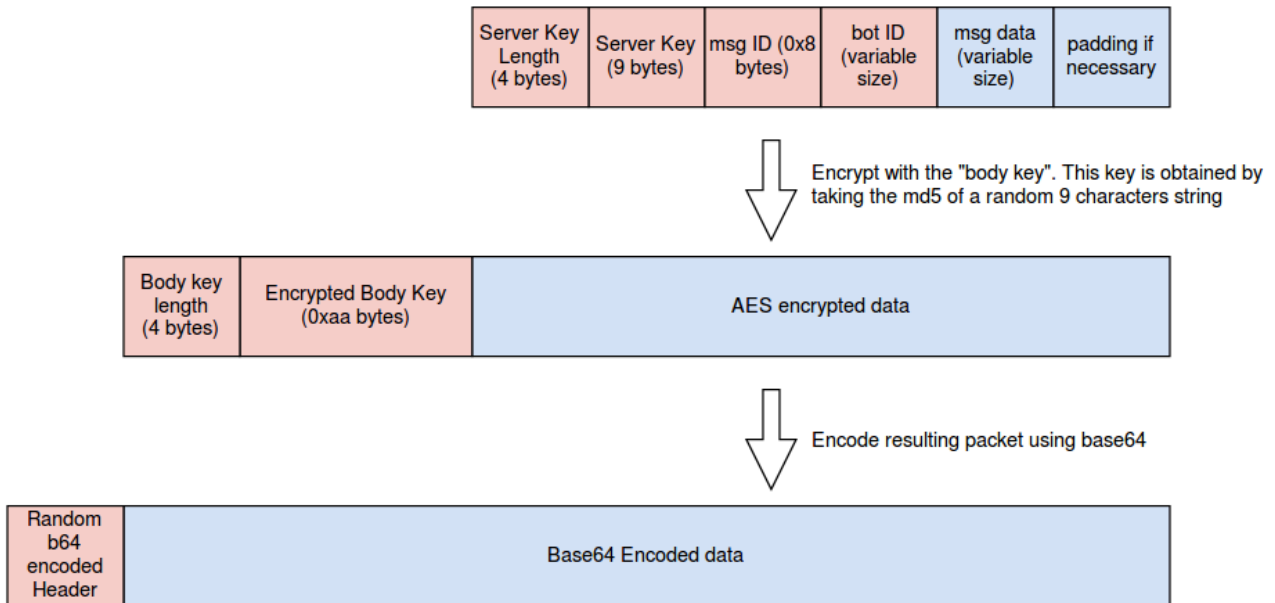 Server Key
Length
(4 bytes)
Server Key
(9 bytes)
msg ID (0x8
bytes)
bot ID
(variable
size)
msg data
(variable
size)
padding if
necessary
Encrypt with the "body key". This key is obtained by
taking the md5 of a random 9 characters string
Body key
length
(4 bytes)
Encrypted Body Key
(0xaa bytes)
AES encrypted data
Encode resulting packet using base64
Random
b64
encoded
Header
Base64 Encoded data